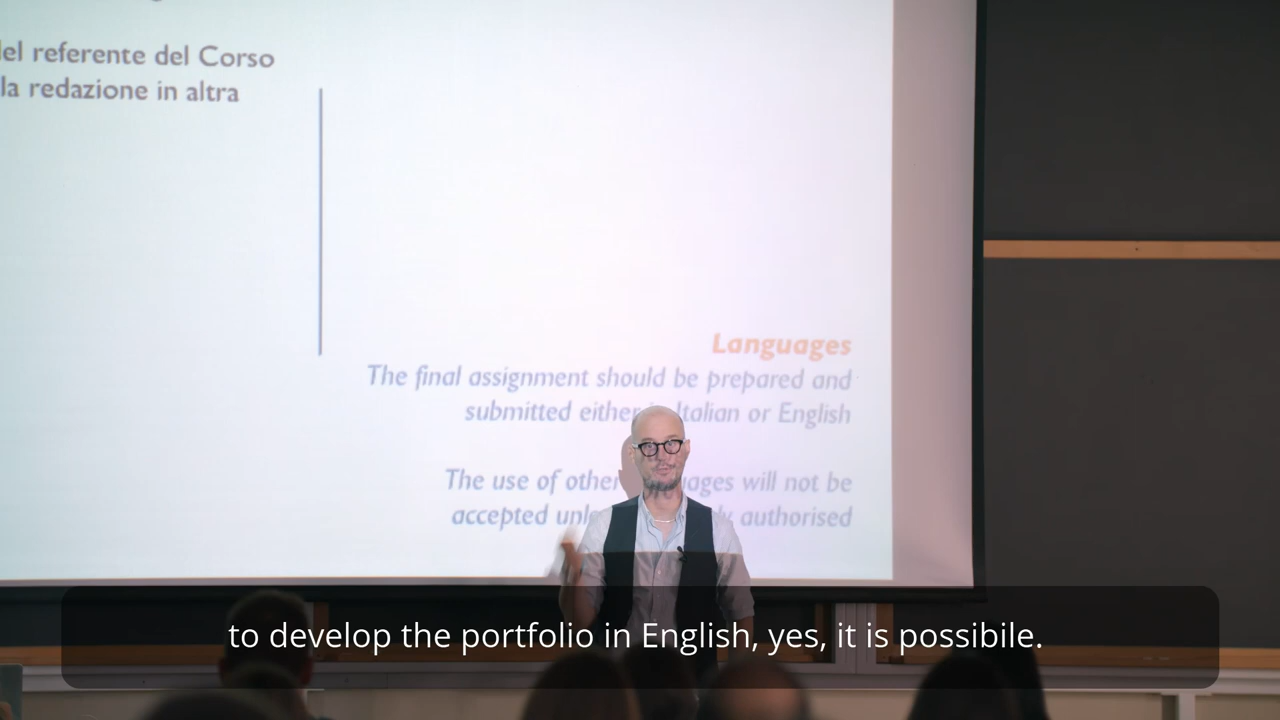 del referente del Corso
la redazione in altra
Languages
The final assignment should be prepared and
submitted either Italian or English
The use of other will not be
accepted authorised
to develop the portfolio in English, yes, it is possibile.